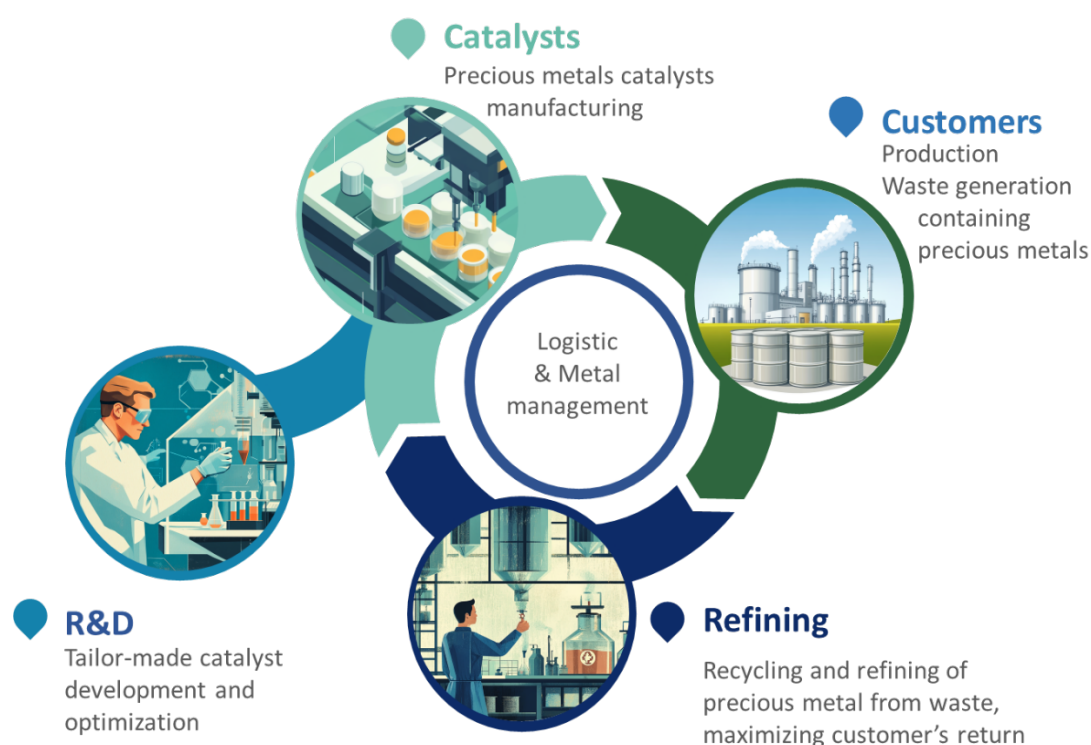 Catalysts
Precious metals catalysts
manufacturing
Customers
Production
Waste generation
containing
precious metals
Logistic
& Metal
management
R&D
Tailor-made catalyst
development and
optimization
Refining
Recycling and refining of
precious metal from waste,
maximizing customer's return